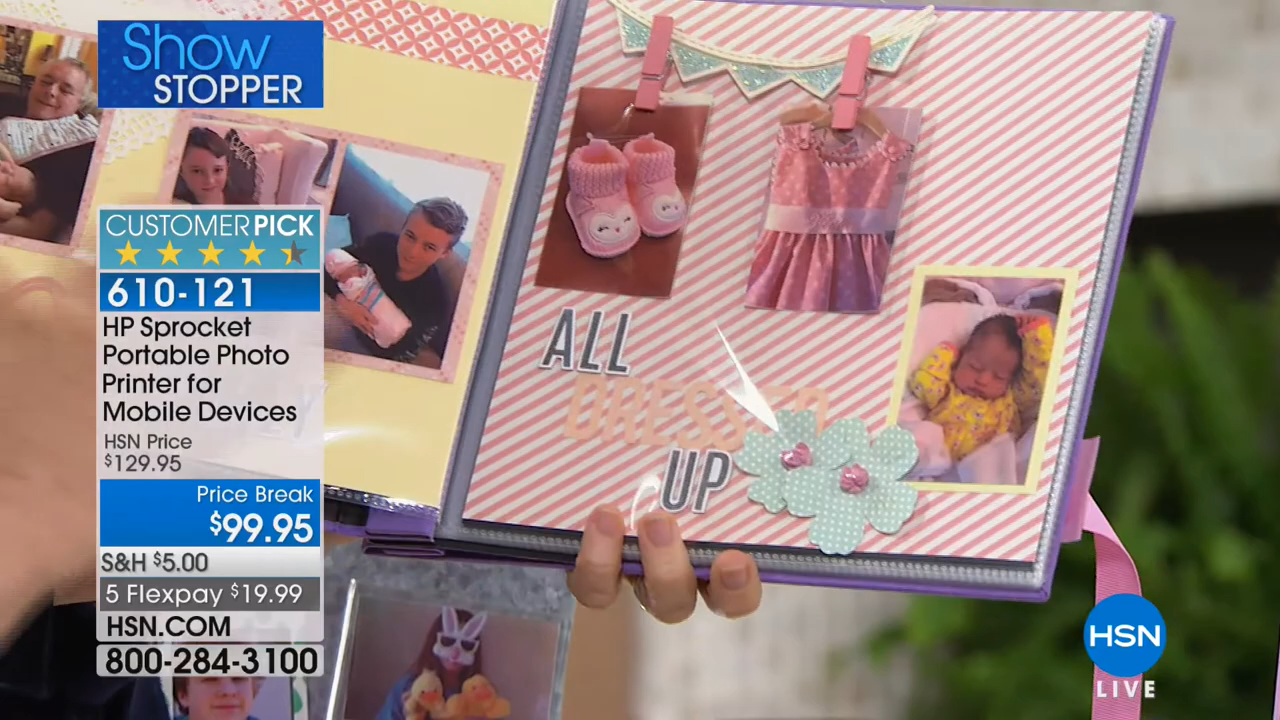 Show
STOPPER
CUSTOMER PICK
610-121
HP Sprocket
Portable Photo
Printer for
Mobile Devices
HSN Price
$129.95
Price Break
$99.95
S&H $5.00
5 Flexpay $19.99
HSN.COM
800-284-3100
ALL
DRESSED
UP
HSN
LIVE